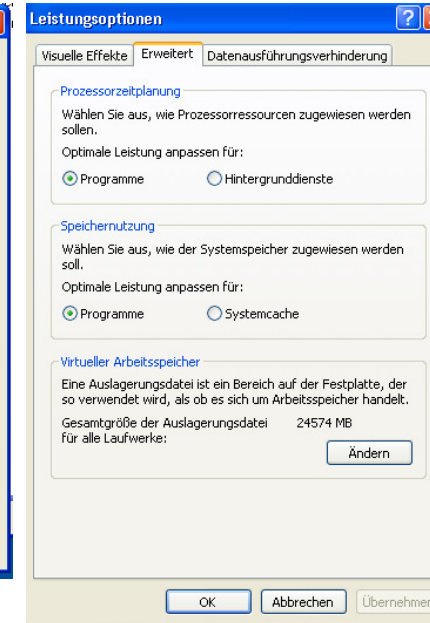 Leistungsoptionen
Visuelle Effekte Erweitert Datenausführungsverhinderung
Prozessorzeitplanung
Wählen Sie aus, wie Prozessorressourcen zugewiesen werden
sollen.
Optimale Leistung anpassen für:
Programme Hintergrunddienste
Speichernutzung
Wählen Sie aus, wie der Systemspeicher zugewiesen werden
soll.
Optimale Leistung anpassen für:
Programme Systemcache
Virtueller Arbeitsspeicher
Eine Auslagerungsdatei ist ein Bereich auf der Festplatte, der
so verwendet wird, als ob es sich um Arbeitsspeicher handelt.
Gesamtgröße der Auslagerungsdatei 24574 MB
für alle Laufwerke:
Ändern
OK Abbrechen Übernehmen